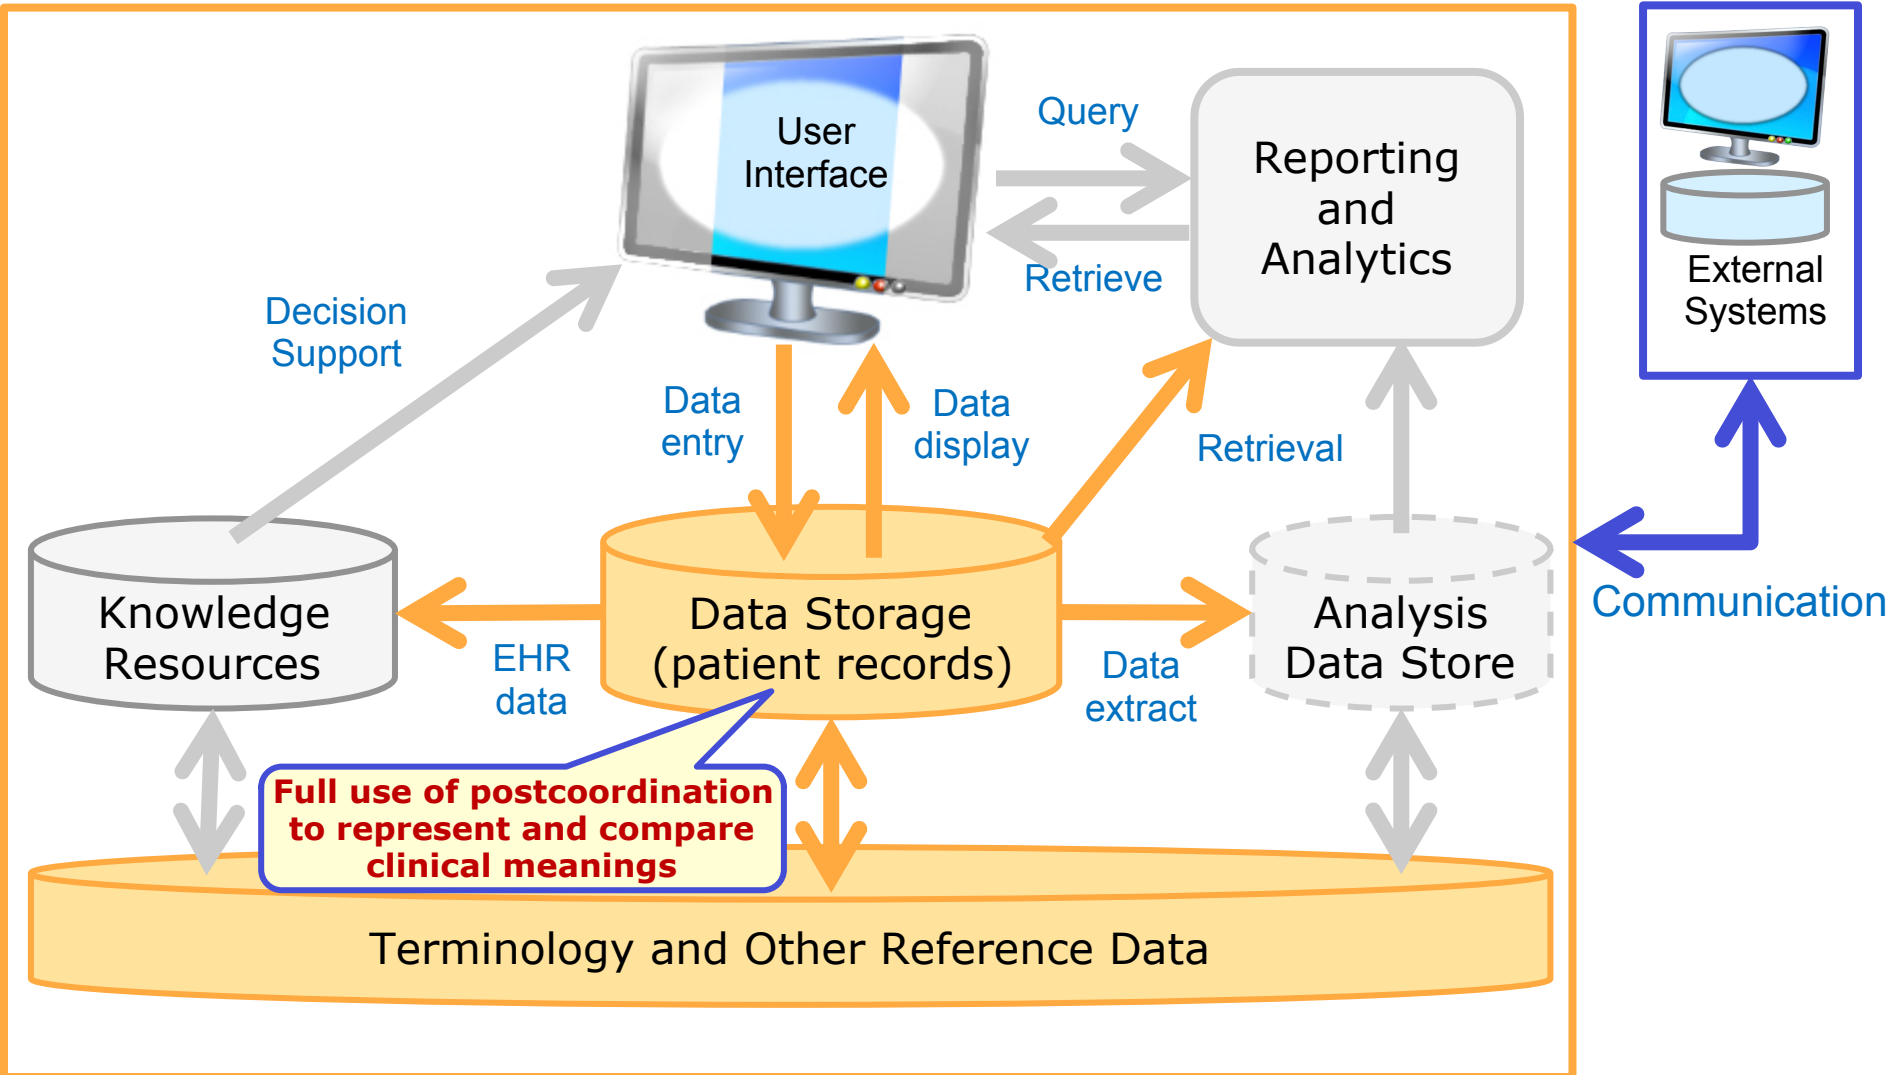 User
Interface
Query
Retrieve
Reporting
and
Analytics
External
Systems
Decision
Support
Data
entry
Data
display
Retrieval
Communication
Knowledge
Resources
EHR
data
Data Storage
(patient records)
Data
extract
Analysis
Data Store
Full use of postcoordination
to represent and compare
clinical meanings
Terminology and Other Reference Data